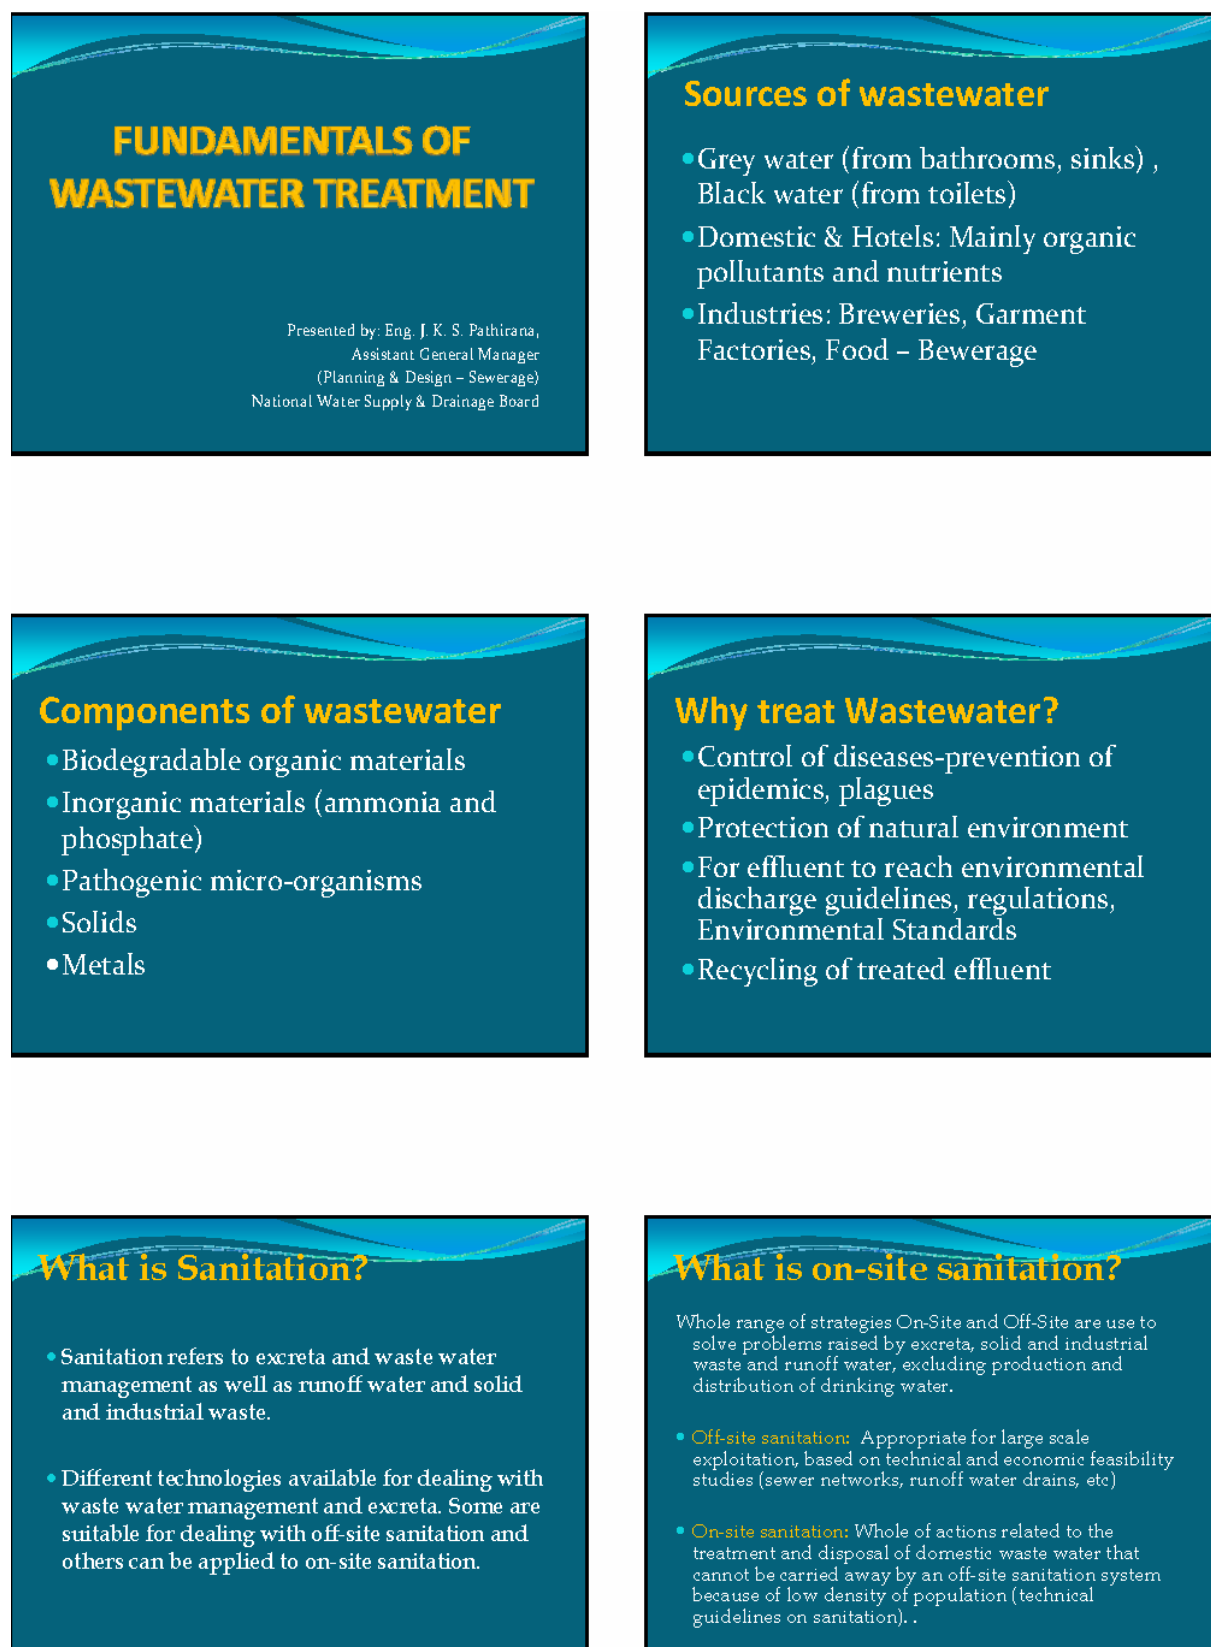 FUNDAMENTALS OF
WASTEWATER TREATMENT
Presented by: Eng. J. K. S. Pathirana,
Assistant General Manager
(Planning & Design – Sewerage)
National Water Supply & Drainage Board
Sources of wastewater
•Grey water (from bathrooms, sinks) ,
Black water (from toilets)
•Domestic & Hotels: Mainly organic
pollutants and nutrients
•Industries: Breweries, Garment
Factories, Food – Bewerage
Components of wastewater
•Biodegradable organic materials
•Inorganic materials (ammonia and
phosphate)
•Pathogenic micro-organisms
•Solids
•Metals
Why treat Wastewater?
•Control of diseases-prevention of
epidemics, plagues
•Protection of natural environment
•For effluent to reach environmental
discharge guidelines, regulations,
Environmental Standards
•Recycling of treated effluent
What is Sanitation?
• Sanitation refers to excreta and waste water
management as well as runoff water and solid
and industrial waste.
• Different technologies available for dealing with
waste water management and excreta. Some are
suitable for dealing with off-site sanitation and
others can be applied to on-site sanitation.
What is on-site sanitation?
Whole range of strategies On-Site and Off-Site are use to
solve problems raised by excreta, solid and industrial
waste and runoff water, excluding production and
distribution of drinking water.
• Off-site sanitation: Appropriate for large scale
exploitation, based on technical and economic feasibility
studies (sewer networks, runoff water drains, etc)
• On-site sanitation: Whole of actions related to the
treatment and disposal of domestic waste water that
cannot be carried away by an off-site sanitation system
because of low density of population (technical
guidelines on sanitation). .